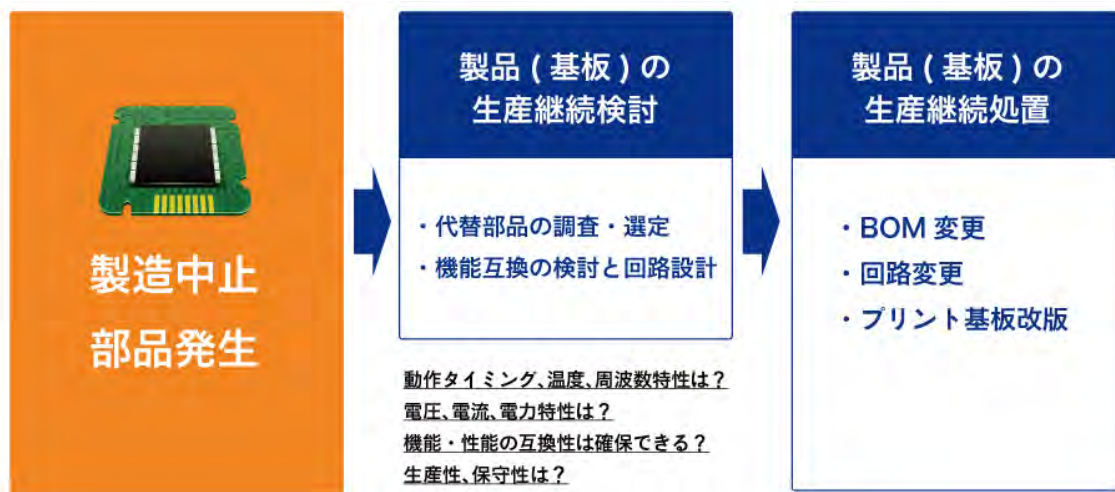 製造中止
部品発生
製品 ( 基板 ) の
生産継続検討
・代替部品の調査・選定
・機能互換の検討と回路設計
動作タイミング、温度、周波数特性は？
電圧、電流、電力特性は？
機能・性能の互換性は確保できる？
生産性、保守性は？
製品 ( 基板 ) の
生産継続処置
・BOM 変更
・回路変更
・プリント基板改版